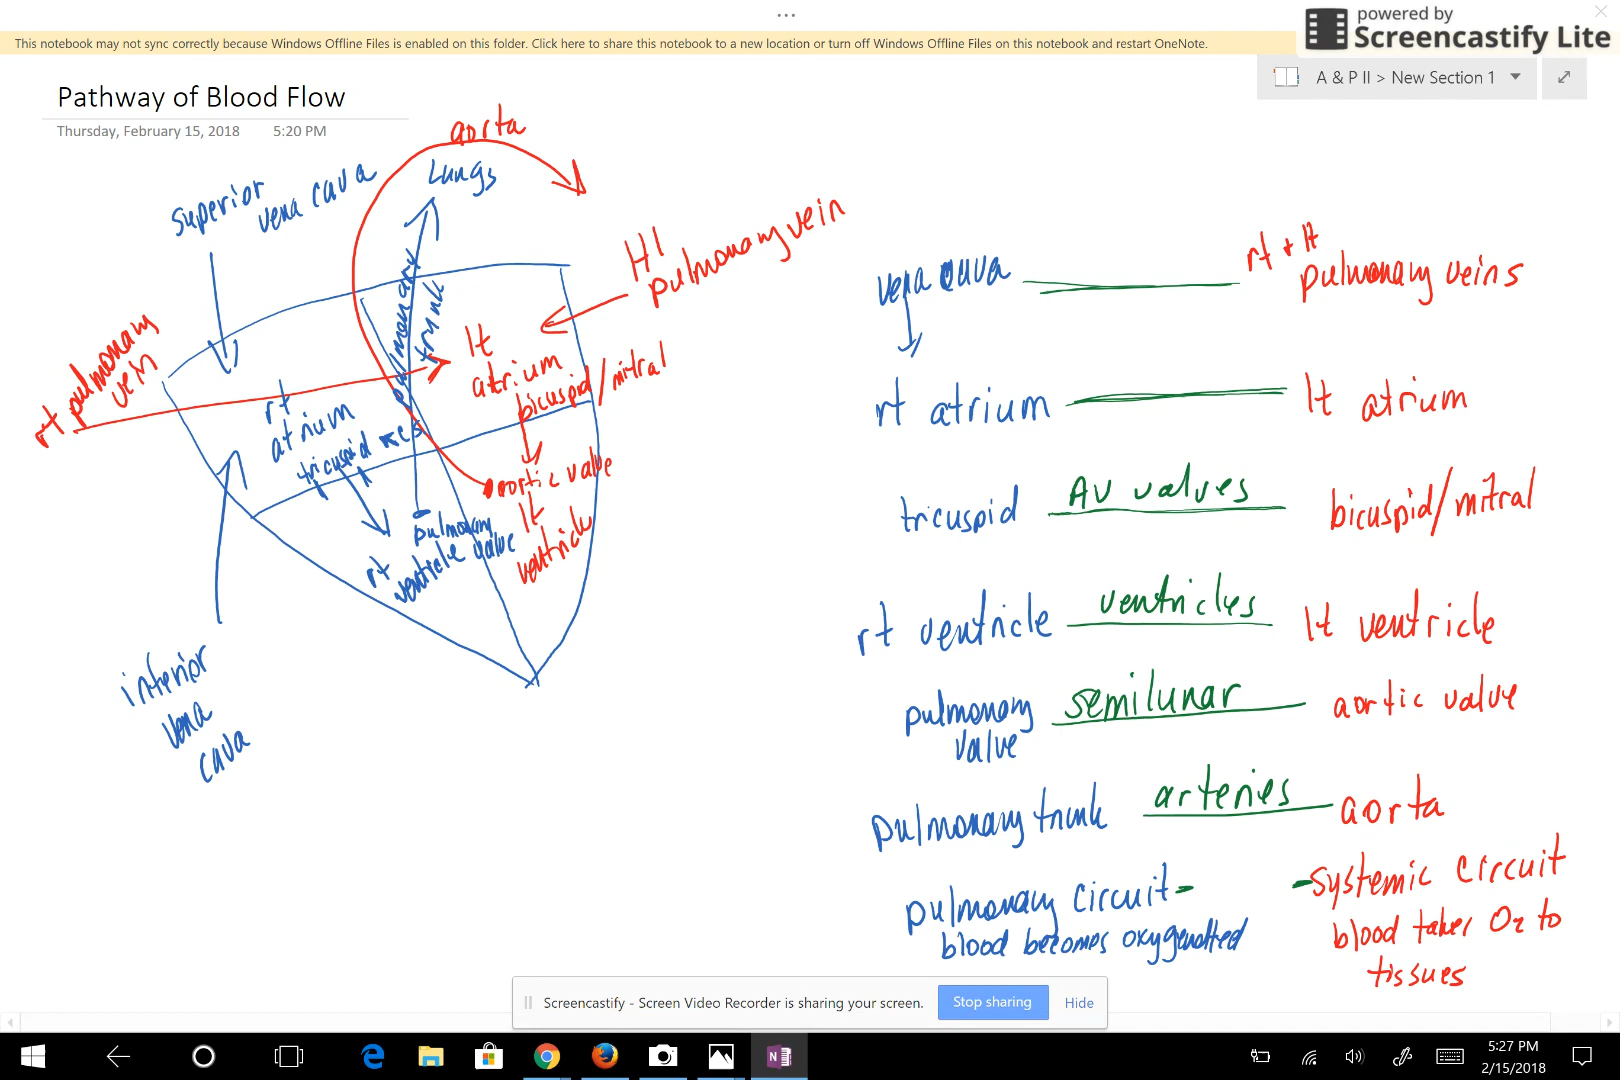 ...
powered by
Screencastify Lite
This notebook may not sync correctly because Windows Offline Files is enabled on this folder. Click here to share this notebook to a new location or turn off Windows Offline Files on this notebook and restart OneNote.
A & P II > New Section 1
Pathway of Blood Flow
Thursday, February 15, 2018 5:20 PM
aorta
Lungs
superior
vena cava
pulmonary
trunk
lt
pulmonary vein
rt pulmonary
vein
lt
atrium
bicuspid/mitral
rt
atrium
tricuspid
aortic valve
lt
ventricle
pulmonary
valve
rt
ventricle
inferior
vena
cava
rt + lt
vena cava pulmonary veins
rt atrium lt atrium
tricuspid AV valves bicuspid/mitral
rt ventricle ventricles lt ventricle
pulmonary semilunar aortic valve
valve
pulmonary trunk arteries aorta
pulmonary circuit- -systemic circuit
blood becomes oxygenatted blood takes O2 to
tissues
Screencastify - Screen Video Recorder is sharing your screen. Stop sharing Hide
5:27 PM
2/15/2018